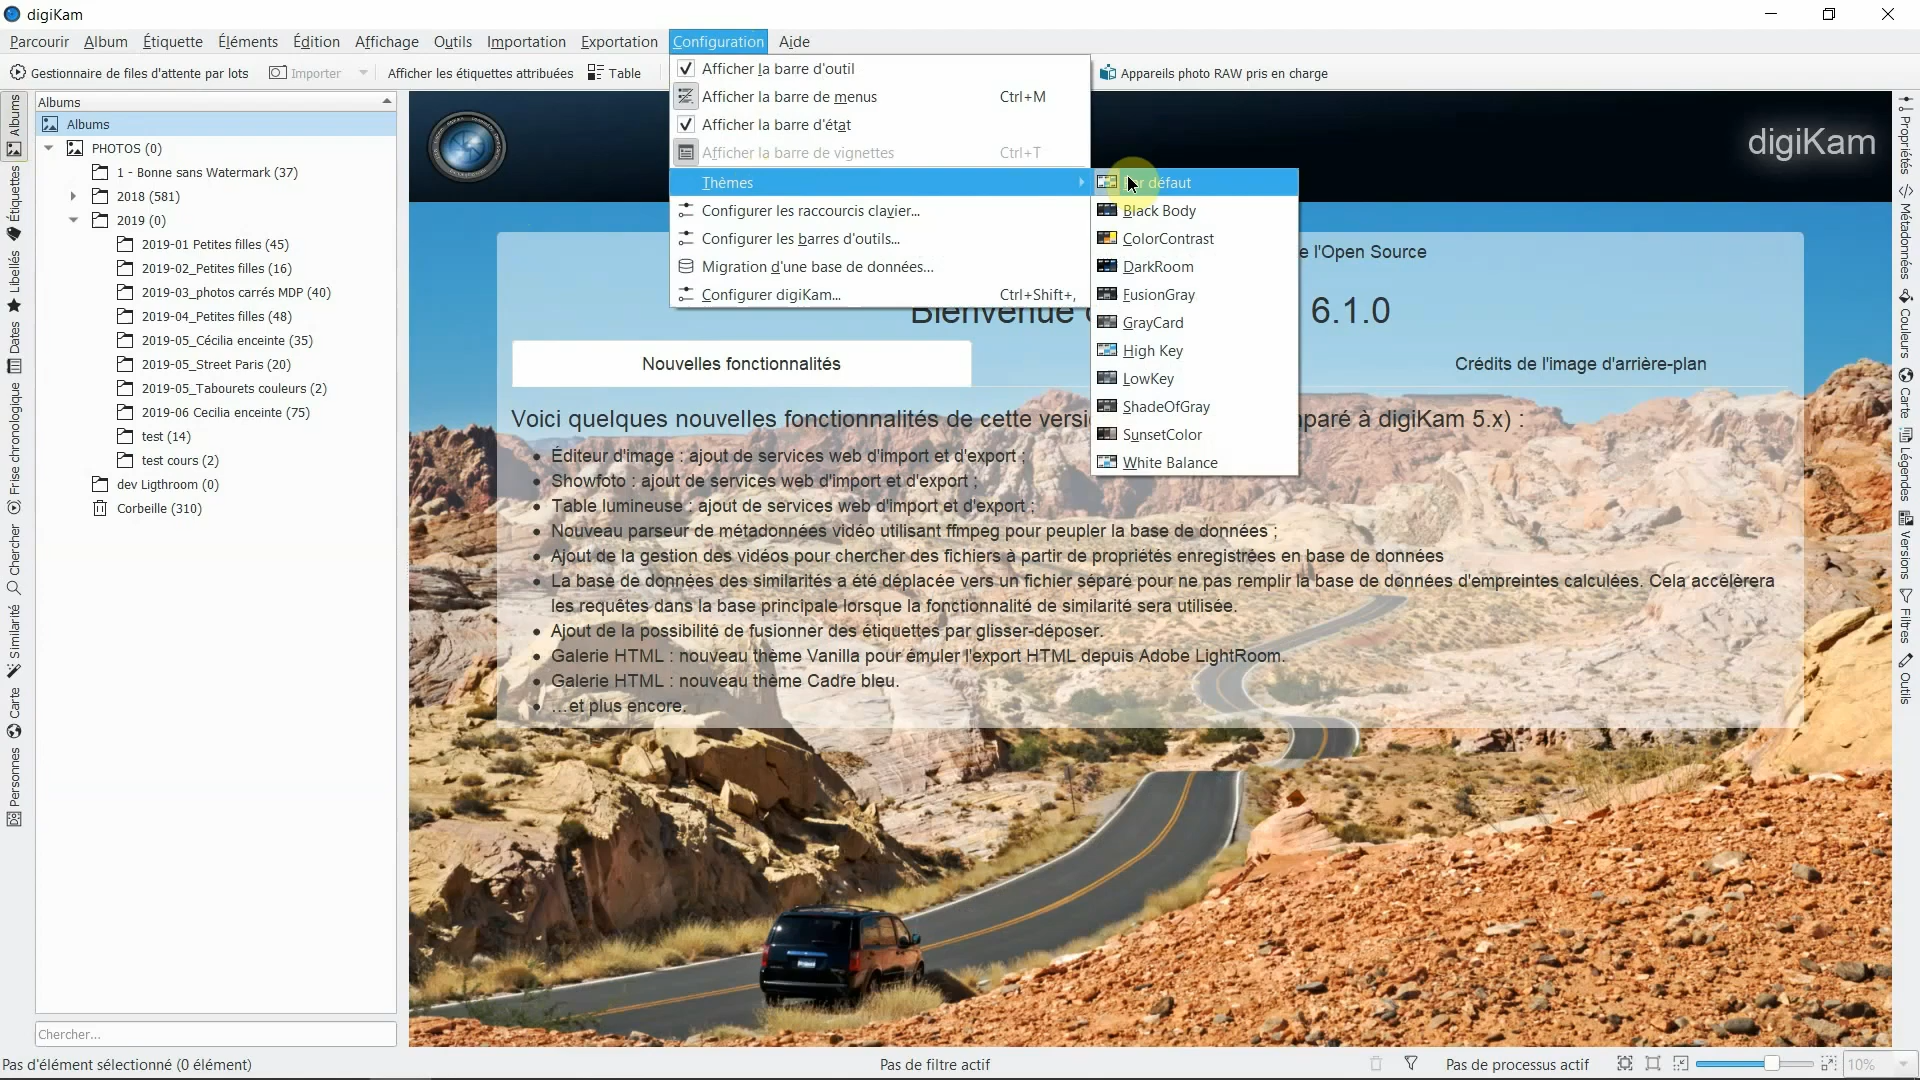 digiKam
Parcourir Album Étiquette Éléments Édition Affichage Outils Importation Exportation Configuration Aide
Gestionnaire de files d'attente par lots Importer Afficher les étiquettes attribuées Table Appareils photo RAW pris en charge
Afficher la barre d'outil
Afficher la barre de menus Ctrl+M
Afficher la barre d'état
Afficher la barre de vignettes Ctrl+T
Thèmes
Configurer les raccourcis clavier...
Configurer les barres d'outils...
Migration d'une base de données...
Configurer digiKam... Ctrl+Shift+,
défaut
Black Body
ColorContrast
DarkRoom
FusionGray
GrayCard
High Key
LowKey
ShadeOfGray
SunsetColor
White Balance
Albums
Albums
PHOTOS (0)
1 - Bonne sans Watermark (37)
2018 (581)
2019 (0)
2019-01 Petites filles (45)
2019-02_Petites filles (16)
2019-03_photos carrés MDP (40)
2019-04_Petites filles (48)
2019-05_Cécilia enceinte (35)
2019-05_Street Paris (20)
2019-05_Tabourets couleurs (2)
2019-06 Cecilia enceinte (75)
test (14)
test cours (2)
dev Ligthroom (0)
Corbeille (310)
Chercher...
Albums
Étiquettes
Libellés
Dates
Frise chronologique
Chercher
Similarité
Carte
Personnes
digiKam
l'Open Source
Bienvenue 6.1.0
Nouvelles fonctionnalités Crédits de l'image d'arrière-plan
Voici quelques nouvelles fonctionnalités de cette à digiKam 5.x) :
Éditeur d'image : ajout de services web d'import et d'export ;
Showfoto : ajout de services web d'import et d'export ;
Table lumineuse : ajout de services web d'import et d'export ;
Nouveau parseur de métadonnées vidéo utilisant ffmpeg pour peupler la base de données ;
Ajout de la gestion des vidéos pour chercher des fichiers à partir de propriétés enregistrées en base de données
La base de données des similarités a été déplacée vers un fichier séparé pour ne pas remplir la base de données d'empreintes calculées. Cela accélèrera
les requêtes dans la base principale lorsque la fonctionnalité de similarité sera utilisée.
Ajout de la possibilité de fusionner des étiquettes par glisser-déposer.
Galerie HTML : nouveau thème Vanilla pour émuler l'export HTML depuis Adobe LightRoom.
Galerie HTML : nouveau thème Cadre bleu.
...et plus encore.
Propriétés
Métadonnées
Couleurs
Carte
Légendes
Versions
Filtres
Outils
Pas d'élément sélectionné (0 élément) Pas de filtre actif Pas de processus actif 10%